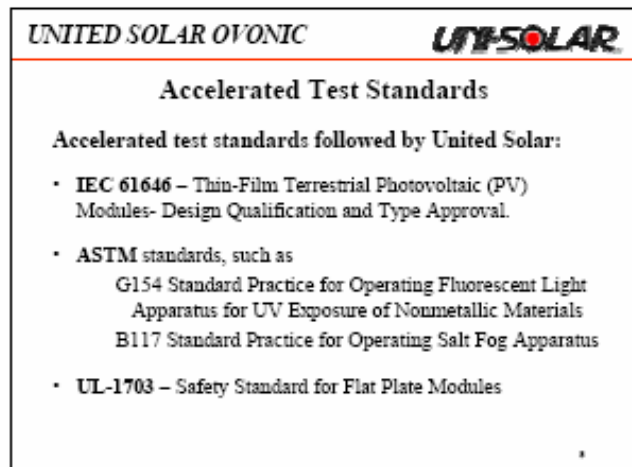 UNITED SOLAR OVONIC
UNI-SOLAR
Accelerated Test Standards
Accelerated test standards followed by United Solar:
• IEC 61646 – Thin-Film Terrestrial Photovoltaic (PV)
Modules- Design Qualification and Type Approval.
• ASTM standards, such as
G154 Standard Practice for Operating Fluorescent Light
Apparatus for UV Exposure of Nonmetallic Materials
B117 Standard Practice for Operating Salt Fog Apparatus
• UL-1703 – Safety Standard for Flat Plate Modules